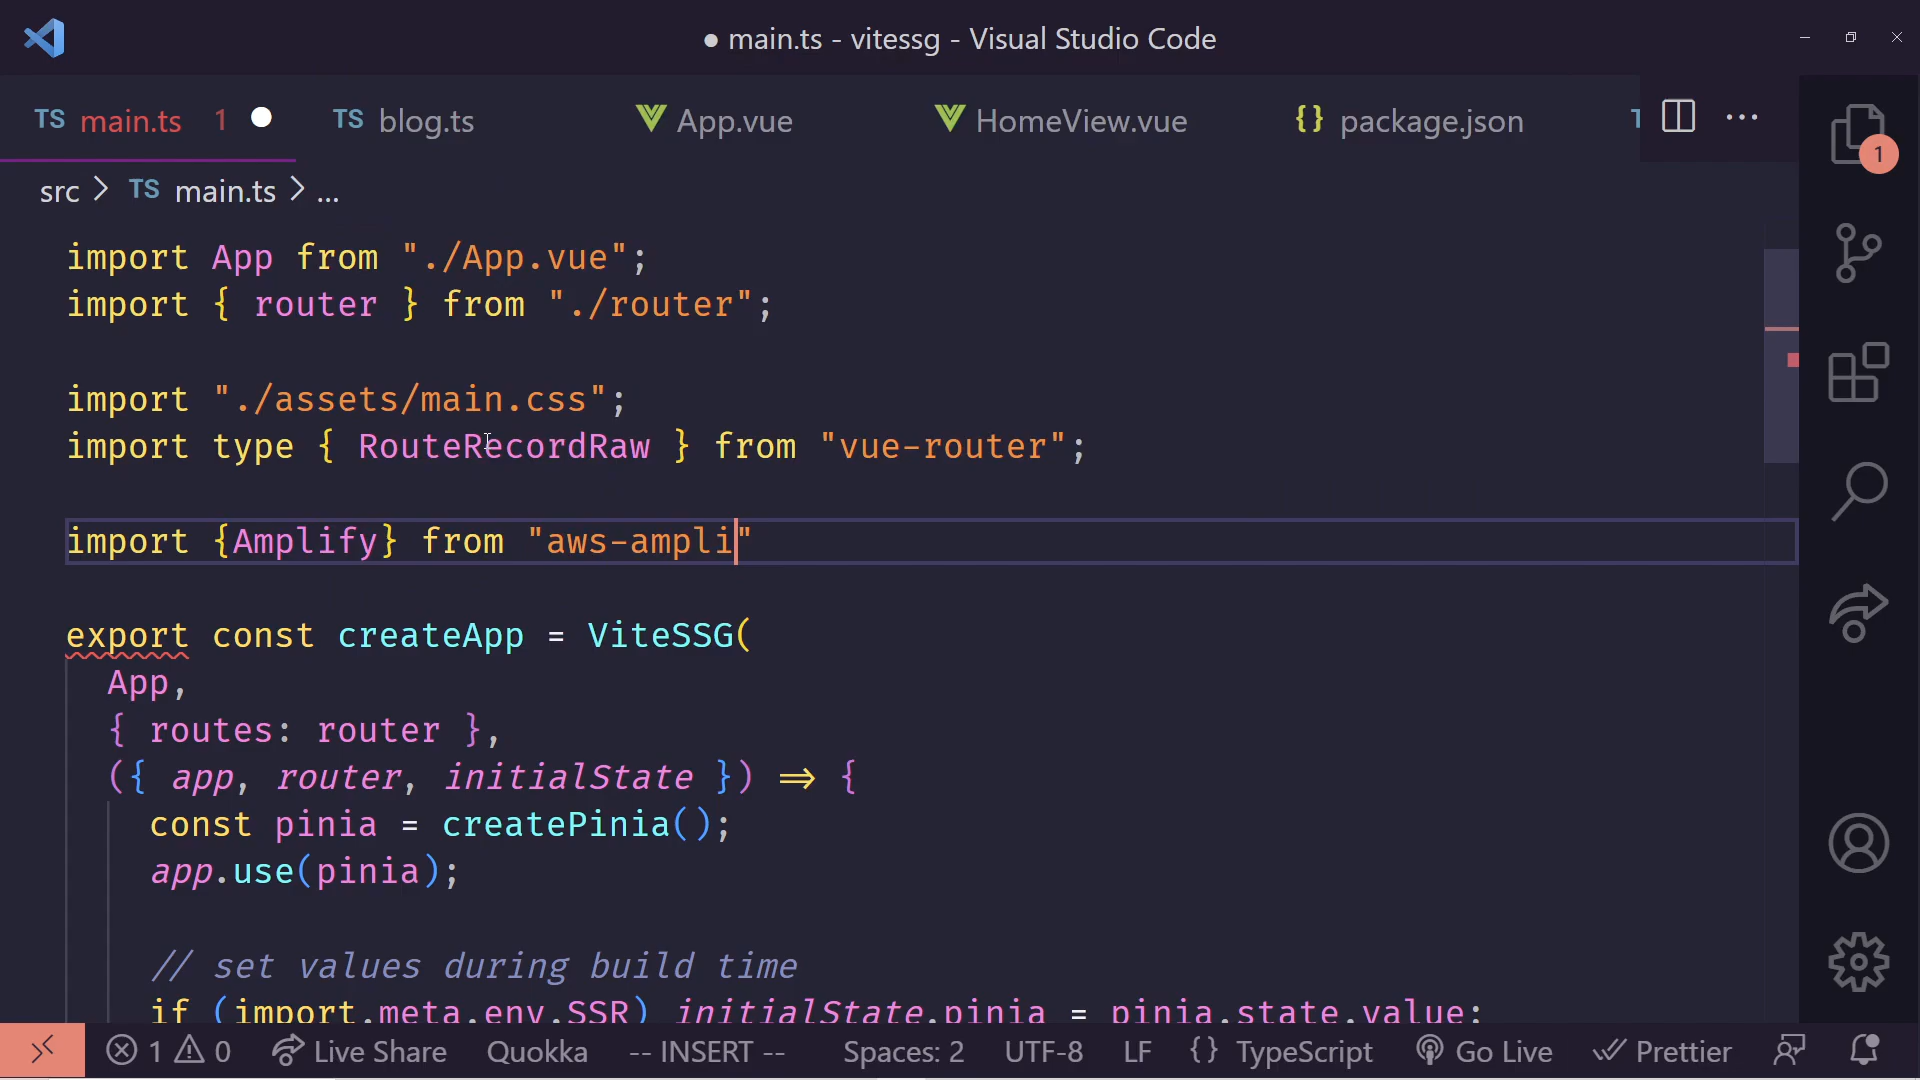 ● main.ts - vitessg - Visual Studio Code
TS main.ts 1 ● TS blog.ts App.vue HomeView.vue {} package.json T ...
src > TS main.ts > ...
1
import App from "./App.vue";
import { router } from "./router";
import "./assets/main.css";
import type { RouteRecordRaw } from "vue-router";
import {Amplify} from "aws-ampli"
export const createApp = ViteSSG(
App,
{ routes: router },
({ app, router, initialState }) ⇒ {
const pinia = createPinia();
app.use(pinia);
// set values during build time
if (import.meta.env.SSR) initialState.pinia = pinia.state.value;
1 0 Live Share Quokka -- INSERT -- Spaces: 2 UTF-8 LF {} TypeScript Go Live Prettier